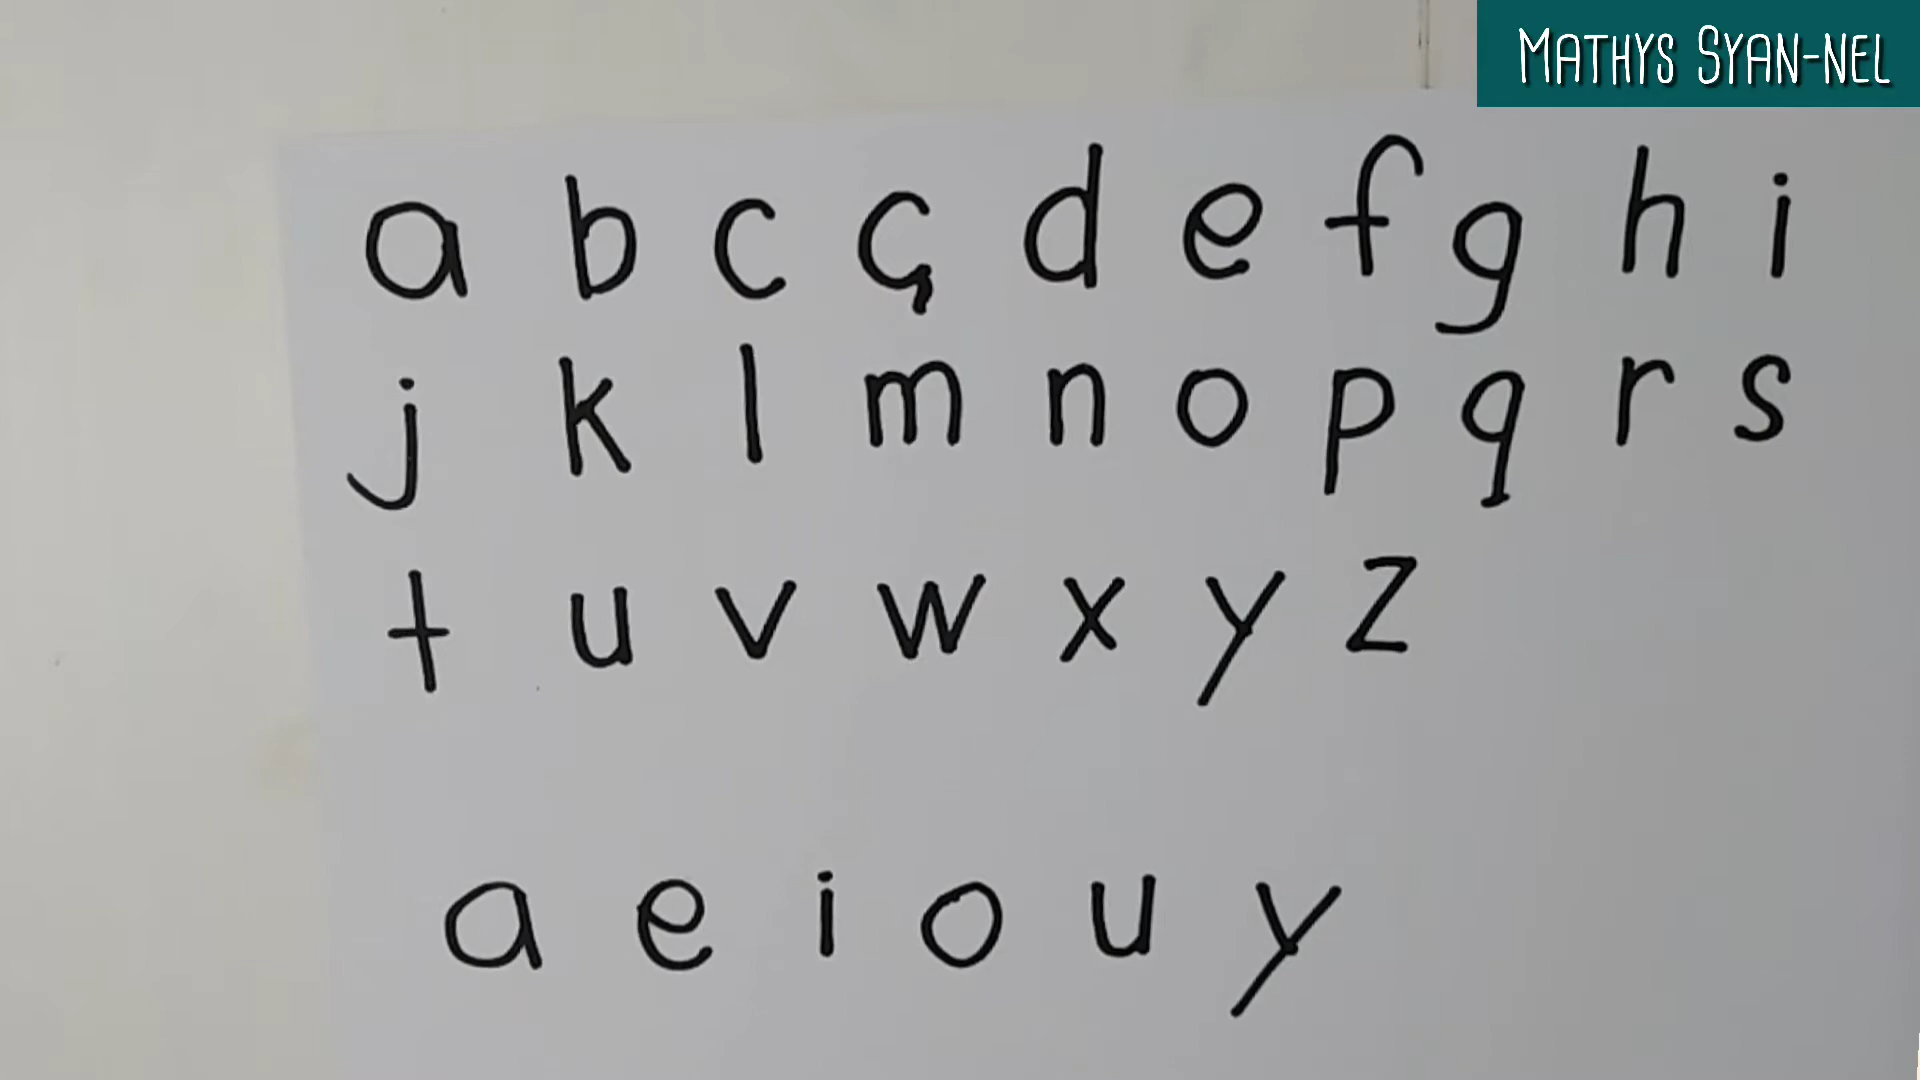 MATHYS SYAN-NEL
a b c ç d e f g h i
j k l m n o p q r s
t u v w x y z
a e i o u y